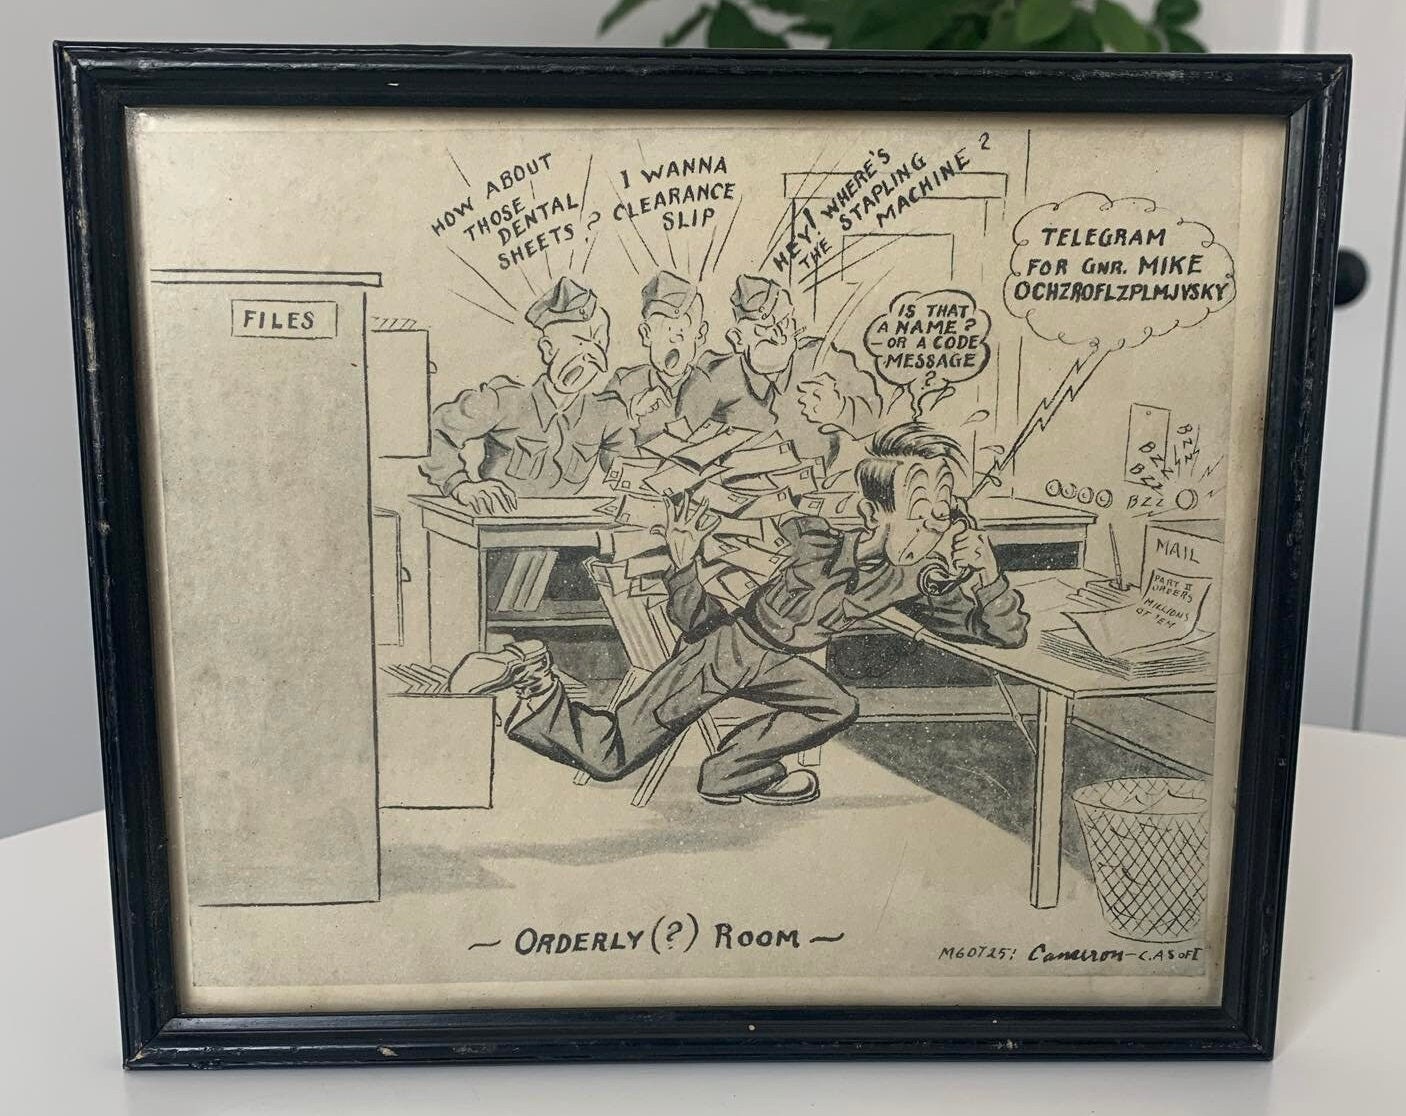 HOW ABOUT
THOSE
DENTAL
SHEETS?
I WANNA
CLEARANCE
SLIP
HEY! WHERE'S
THE STAPLING
MACHINE?
TELEGRAM
FOR GNR. MIKE
OCHZROFLZPLMJVSKY
IS THAT
A NAME?
— OR A CODE
MESSAGE
?
FILES
BZZ
BZZ
BZZ
BZZ
MAIL
PART II
ORDERS
MILLIONS
OF 'EM
~ ORDERLY (?) ROOM ~
Cameron - C.A.S of I